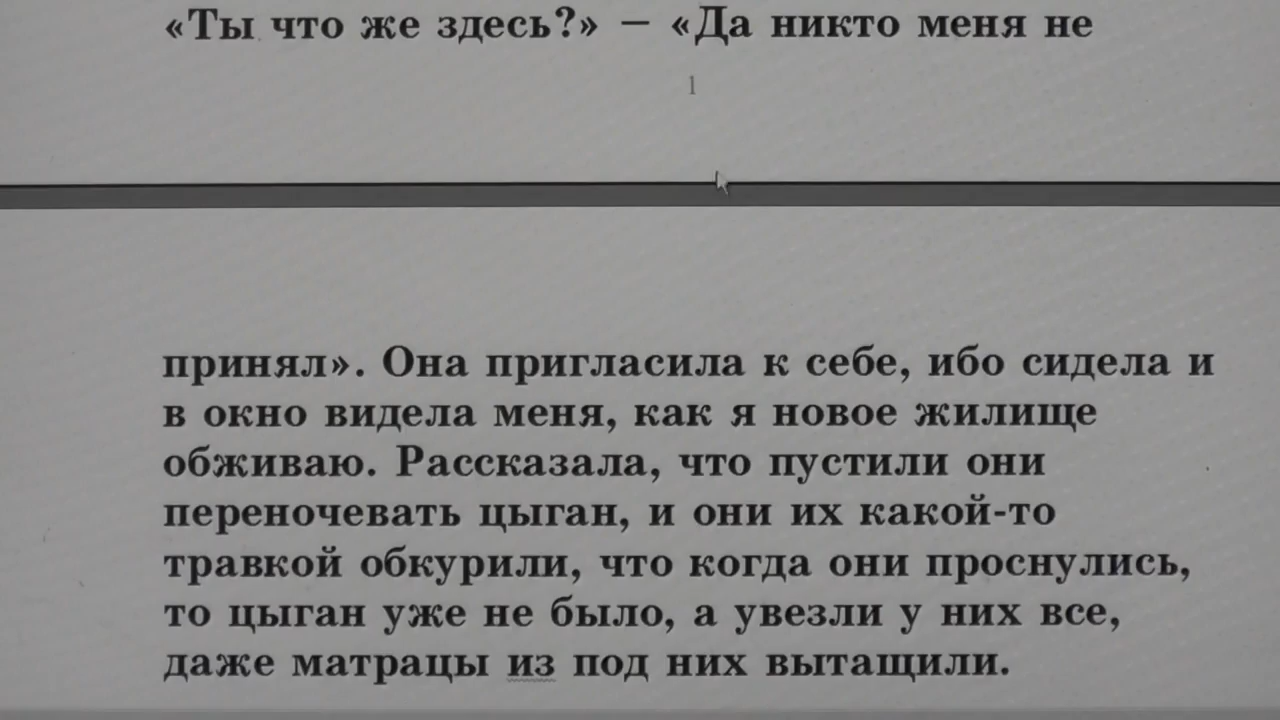 «Ты что же здесь?» — «Да никто меня не
1
принял». Она пригласила к себе, ибо сидела и
в окно видела меня, как я новое жилище
обживаю. Рассказала, что пустили они
переночевать цыган, и они их какой-то
травкой обкурили, что когда они проснулись,
то цыган уже не было, а увезли у них все,
даже матрацы из под них вытащили.